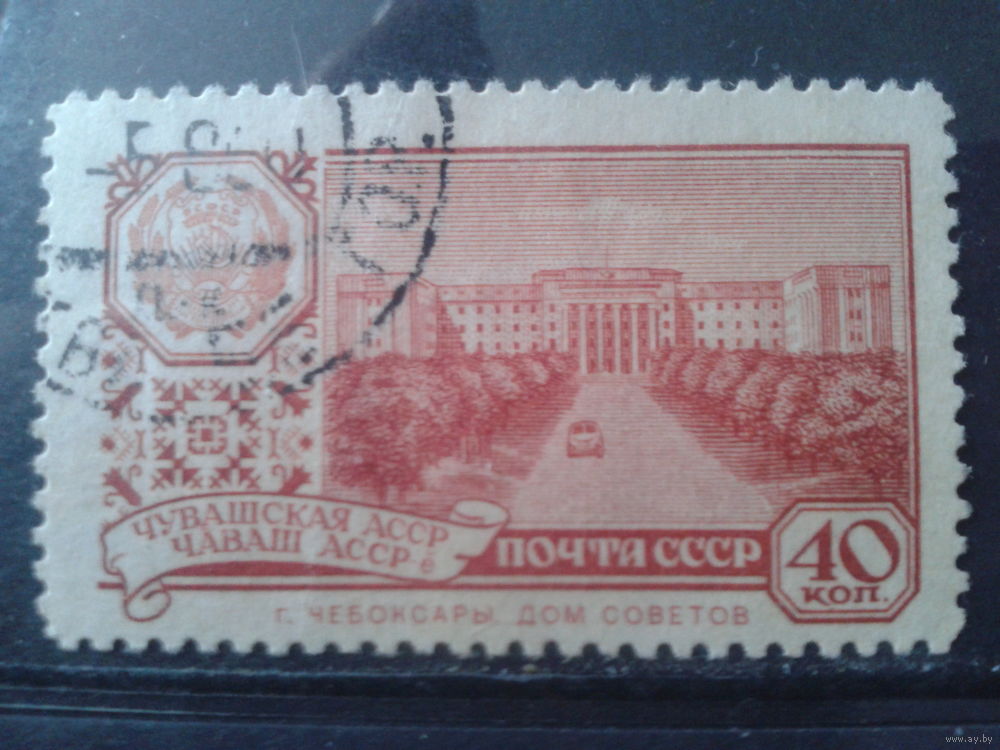 ЧУВАШСКАЯ АССР
ЧАВАШ АССР-ӗ
ПОЧТА СССР
40
КОП.
г. ЧЕБОКСАРЫ. ДОМ СОВЕТОВ
www.ay.by